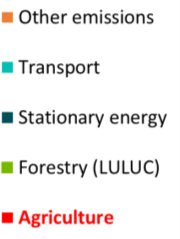 Other emissions
Transport
Stationary energy
Forestry (LULUC)
Agriculture